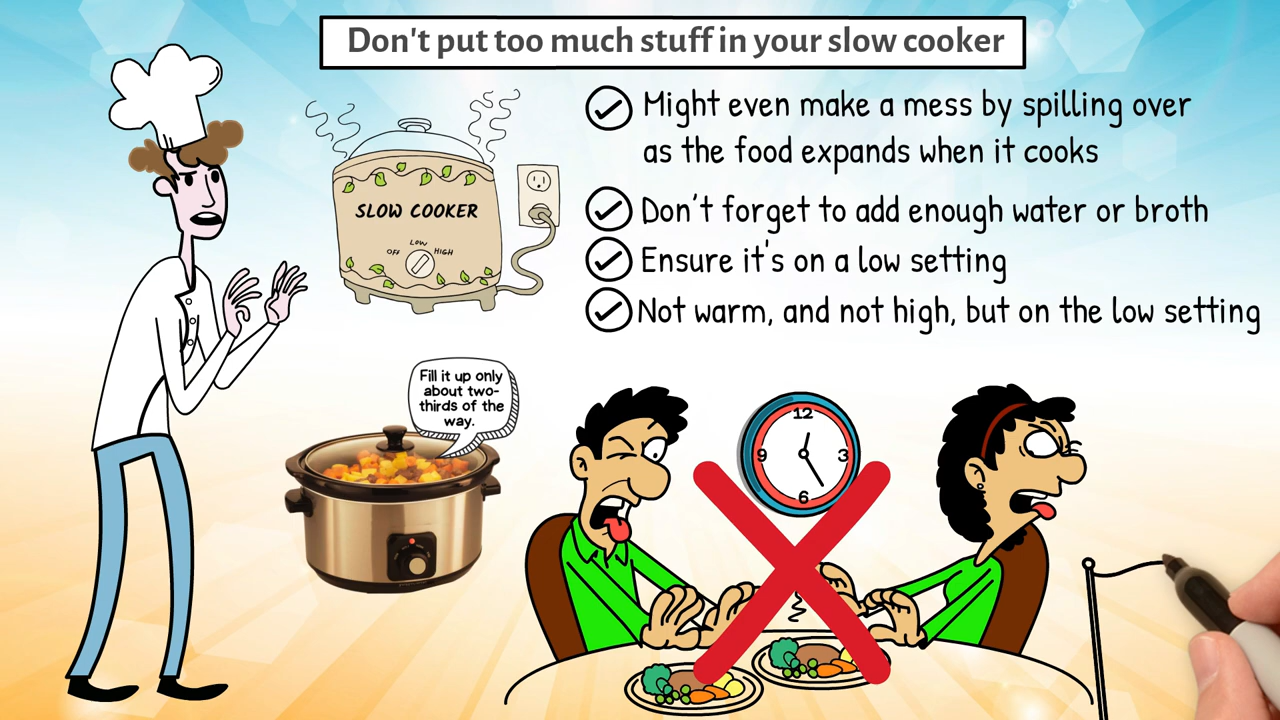 Don't put too much stuff in your slow cooker
Might even make a mess by spilling over
as the food expands when it cooks
Don't forget to add enough water or broth
Ensure it's on a low setting
Not warm, and not high, but on the low setting
SLOW COOKER
LOW
OFF HIGH
Fill it up only
about two-
thirds of the
way.
12
9 3
6